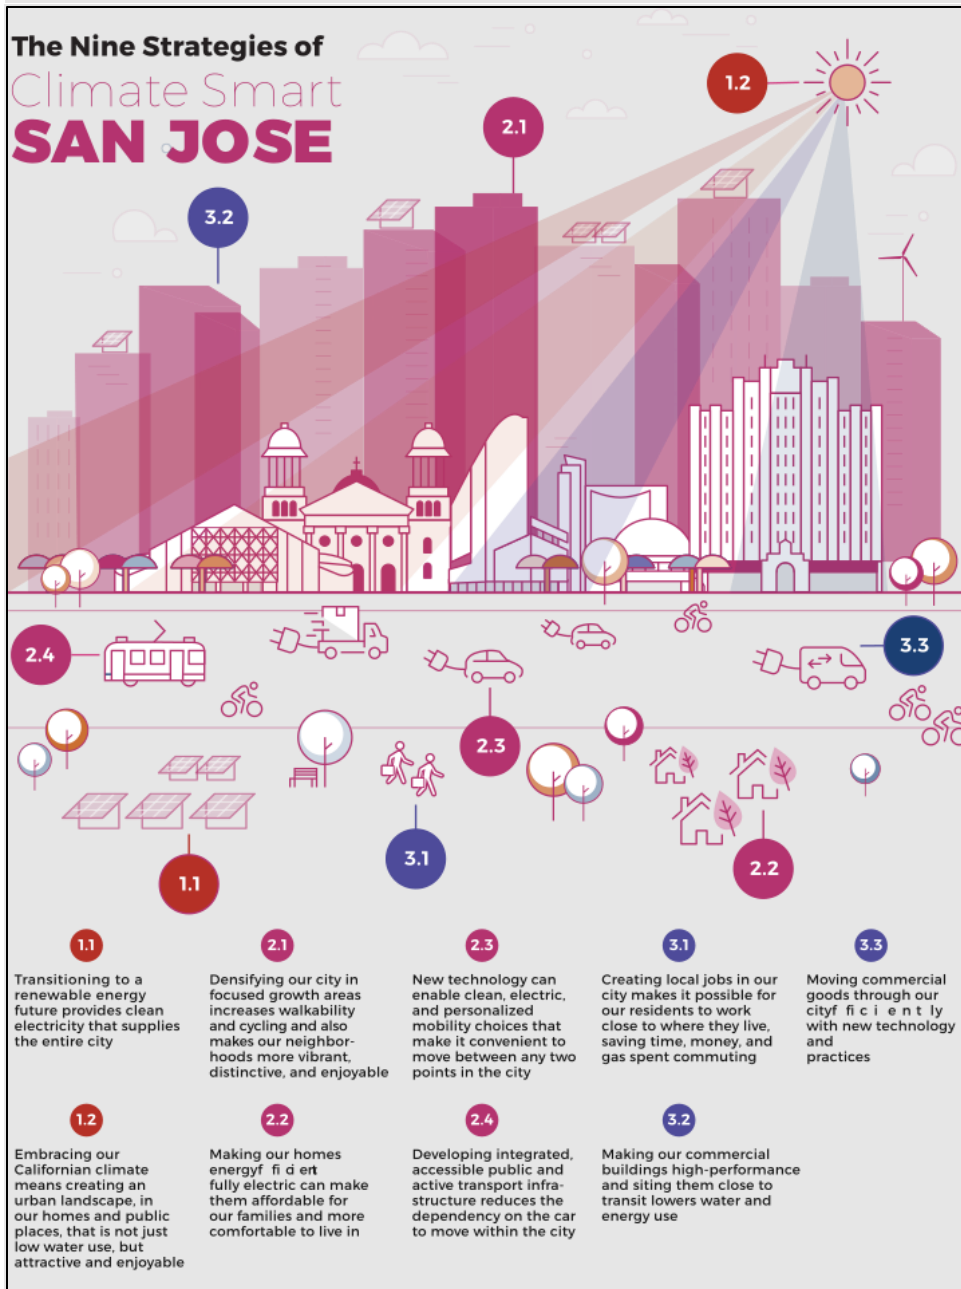 The Nine Strategies of
Climate Smart
SAN JOSE
1.2
2.1
3.2
2.4
3.3
2.3
3.1
1.1
2.2
1.1
Transitioning to a
renewable energy
future provides clean
electricity that supplies
the entire city
2.1
Densifying our city in
focused growth areas
increases walkability
and cycling and also
makes our neighbor-
hoods more vibrant,
distinctive, and enjoyable
2.3
New technology can
enable clean, electric,
and personalized
mobility choices that
make it convenient to
move between any two
points in the city
3.1
Creating local jobs in our
city makes it possible for
our residents to work
close to where they live,
saving time, money, and
gas spent commuting
3.3
Moving commercial
goods through our
cityf fi c i e n t ly
with new technology
and
practices
1.2
Embracing our
Californian climate
means creating an
urban landscape, in
our homes and public
places, that is not just
low water use, but
attractive and enjoyable
2.2
Making our homes
energyf fi ci ent
fully electric can make
them affordable for
our families and more
comfortable to live in
2.4
Developing integrated,
accessible public and
active transport infra-
structure reduces the
dependency on the car
to move within the city
3.2
Making our commercial
buildings high-performance
and siting them close to
transit lowers water and
energy use